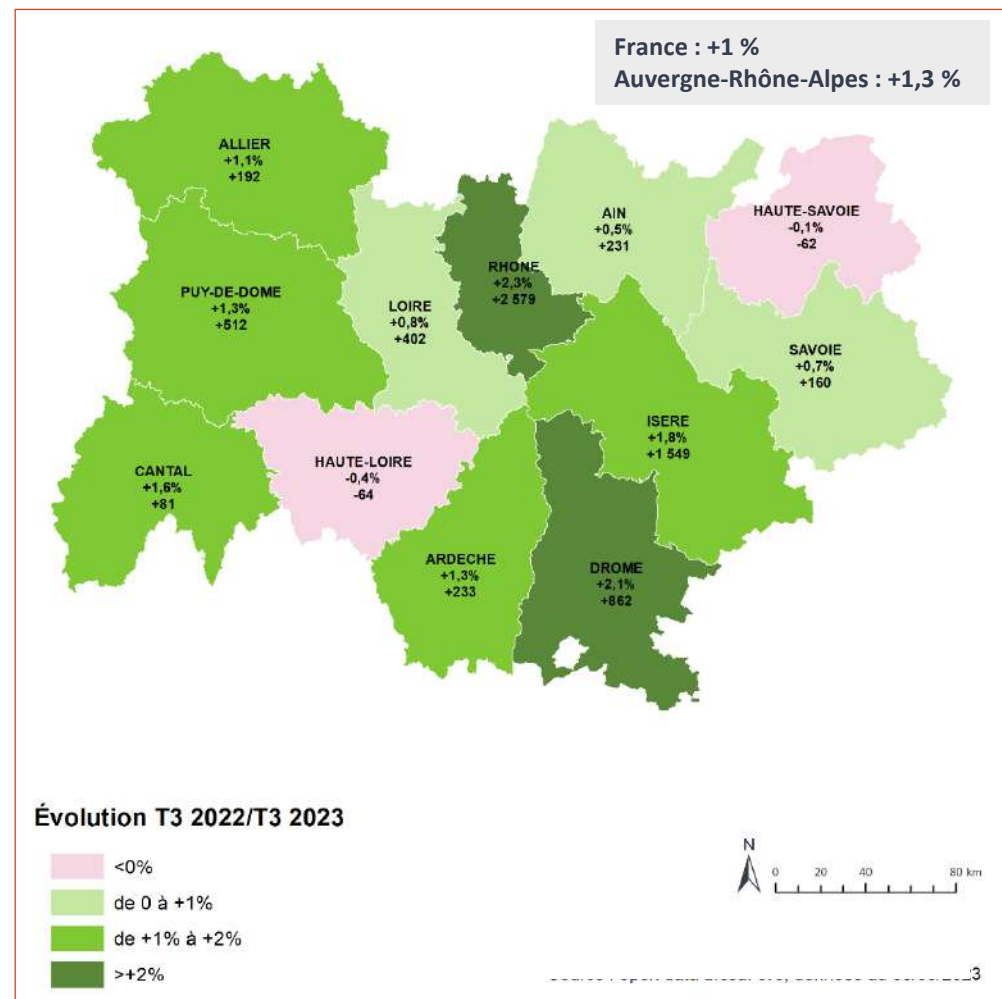 France : +1 %
Auvergne-Rhône-Alpes : +1,3 %
ALLIER
+1,1%
+192
PUY-DE-DOME
+1,3%
+512
LOIRE
+0,8%
+402
RHONE
+2,3%
+2 579
AIN
+0,5%
+231
HAUTE-SAVOIE
-0,1%
-62
SAVOIE
+0,7%
+160
ISERE
+1,8%
+1 549
CANTAL
+1,6%
+81
HAUTE-LOIRE
-0,4%
-64
ARDECHE
+1,3%
+233
DROME
+2,1%
+862
Évolution T3 2022/T3 2023
<0%
de 0 à +1%
de +1% à +2%
>+2%
N
0 20 40 80 km